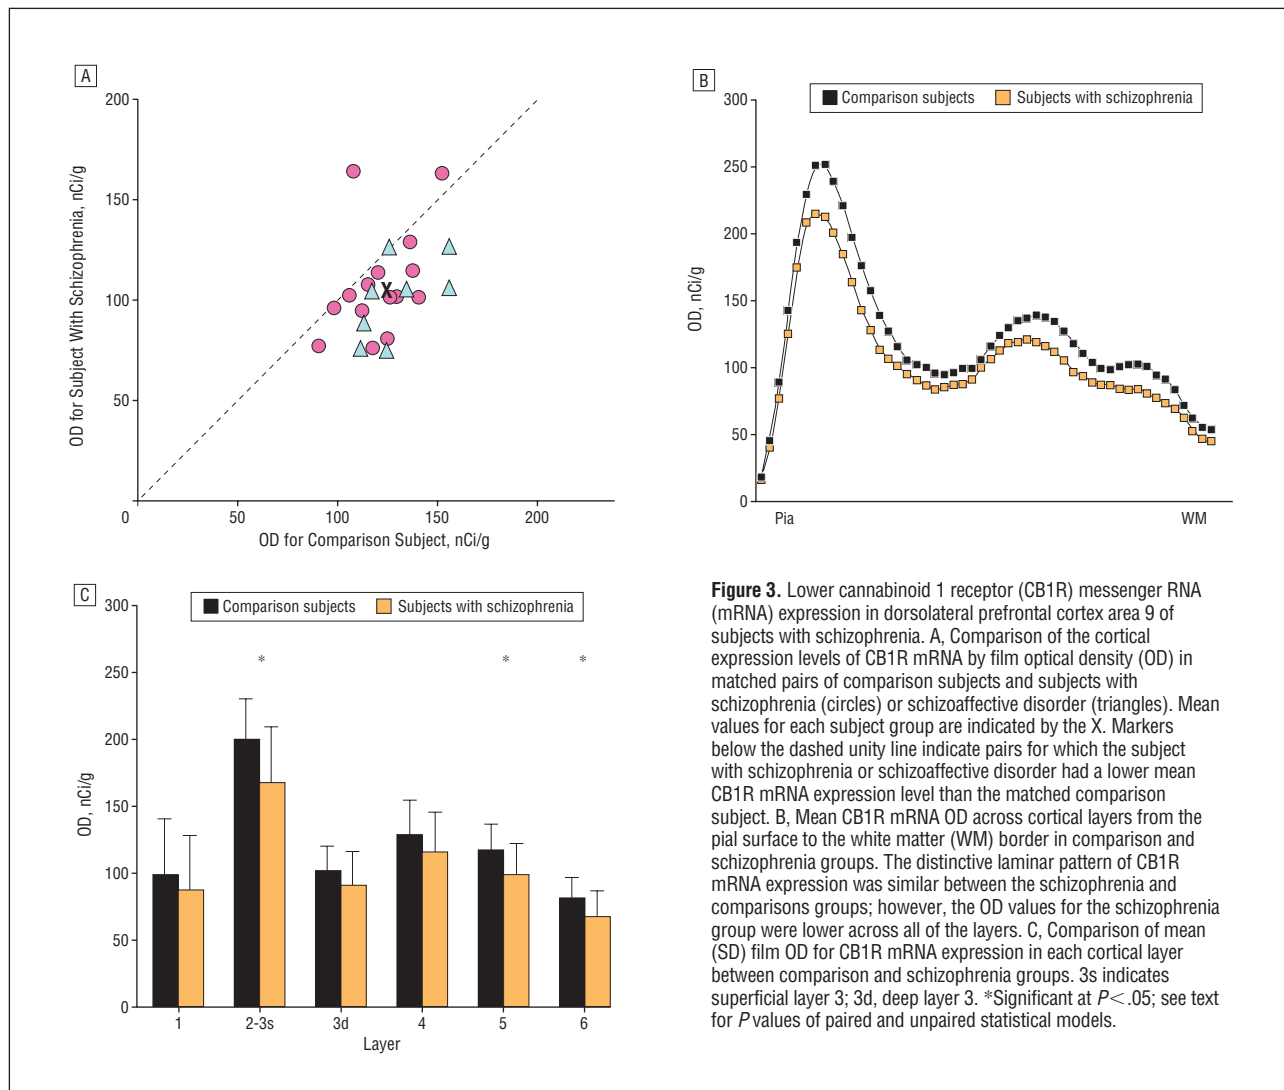 A
200
150
100
50
0
50
100
150
200
OD for Subject With Schizophrenia, nCi/g
OD for Comparison Subject, nCi/g
B
Comparison subjects
Subjects with schizophrenia
300
250
200
150
100
50
0
OD, nCi/g
Pia
WM
C
Comparison subjects
Subjects with schizophrenia
300
250
200
150
100
50
0
OD, nCi/g
*
*
*
1
2-3s
3d
4
5
6
Layer
Figure 3. Lower cannabinoid 1 receptor (CB1R) messenger RNA
(mRNA) expression in dorsolateral prefrontal cortex area 9 of
subjects with schizophrenia. A, Comparison of the cortical
expression levels of CB1R mRNA by film optical density (OD) in
matched pairs of comparison subjects and subjects with
schizophrenia (circles) or schizoaffective disorder (triangles). Mean
values for each subject group are indicated by the X. Markers
below the dashed unity line indicate pairs for which the subject
with schizophrenia or schizoaffective disorder had a lower mean
CB1R mRNA expression level than the matched comparison
subject. B, Mean CB1R mRNA OD across cortical layers from the
pial surface to the white matter (WM) border in comparison and
schizophrenia groups. The distinctive laminar pattern of CB1R
mRNA expression was similar between the schizophrenia and
comparisons groups; however, the OD values for the schizophrenia
group were lower across all of the layers. C, Comparison of mean
(SD) film OD for CB1R mRNA expression in each cortical layer
between comparison and schizophrenia groups. 3s indicates
superficial layer 3; 3d, deep layer 3. *Significant at P< .05; see text
for P values of paired and unpaired statistical models.
X